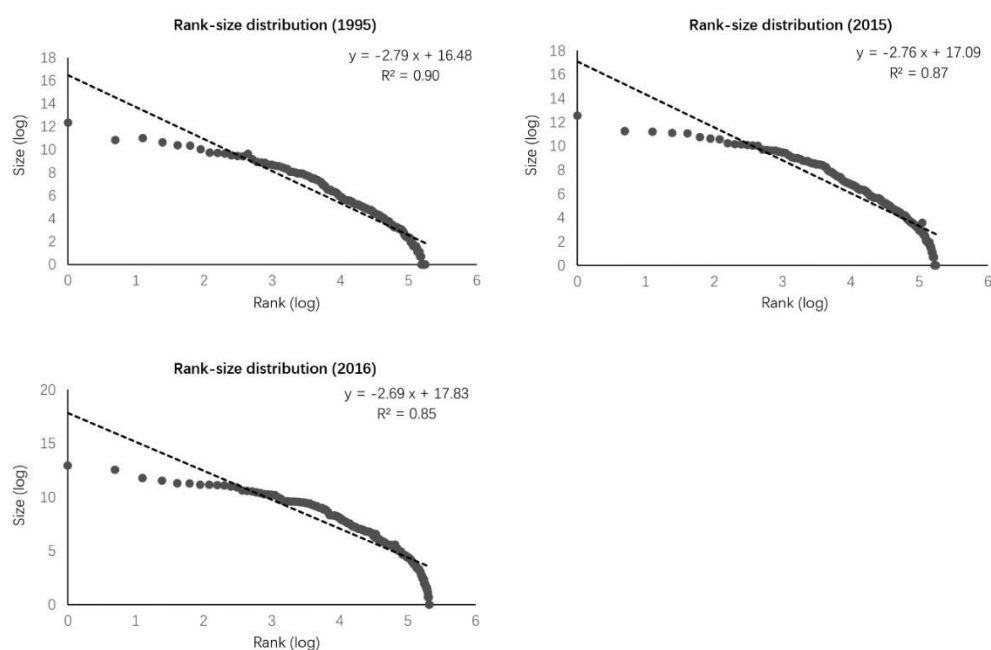 Rank-size distribution (1995)
y = -2.79 x + 16.48
R² = 0.90
Size (log)
18
16
14
12
10
8
6
4
2
0
0 1 2 3 4 5 6
Rank (log)
Rank-size distribution (2015)
y = -2.76 x + 17.09
R² = 0.87
Size (log)
18
16
14
12
10
8
6
4
2
0
0 1 2 3 4 5 6
Rank (log)
Rank-size distribution (2016)
y = -2.69 x + 17.83
R² = 0.85
Size (log)
20
15
10
5
0
0 1 2 3 4 5 6
Rank (log)